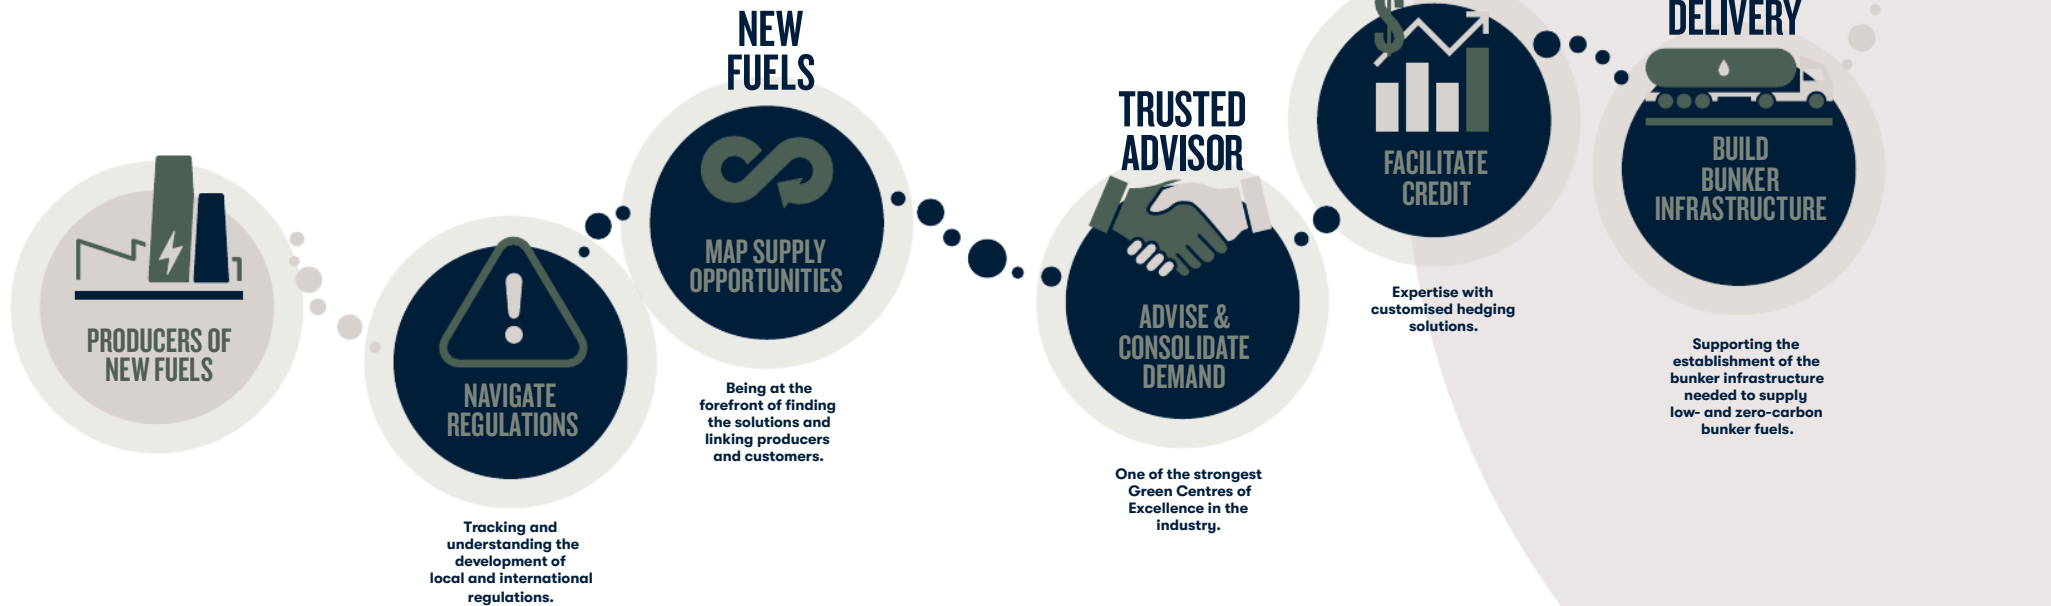 PRODUCERS OF
NEW FUELS
NAVIGATE
REGULATIONS
Tracking and
understanding the
development of
local and international
regulations.
NEW
FUELS
MAP SUPPLY
OPPORTUNITIES
Being at the
forefront of finding
the solutions and
linking producers
and customers.
TRUSTED
ADVISOR
ADVISE &
CONSOLIDATE
DEMAND
One of the strongest
Green Centres of
Excellence in the
industry.
$
FACILITATE
CREDIT
Expertise with
customised hedging
solutions.
DELIVERY
BUILD
BUNKER
INFRASTRUCTURE
Supporting the
establishment of the
bunker infrastructure
needed to supply
low- and zero-carbon
bunker fuels.